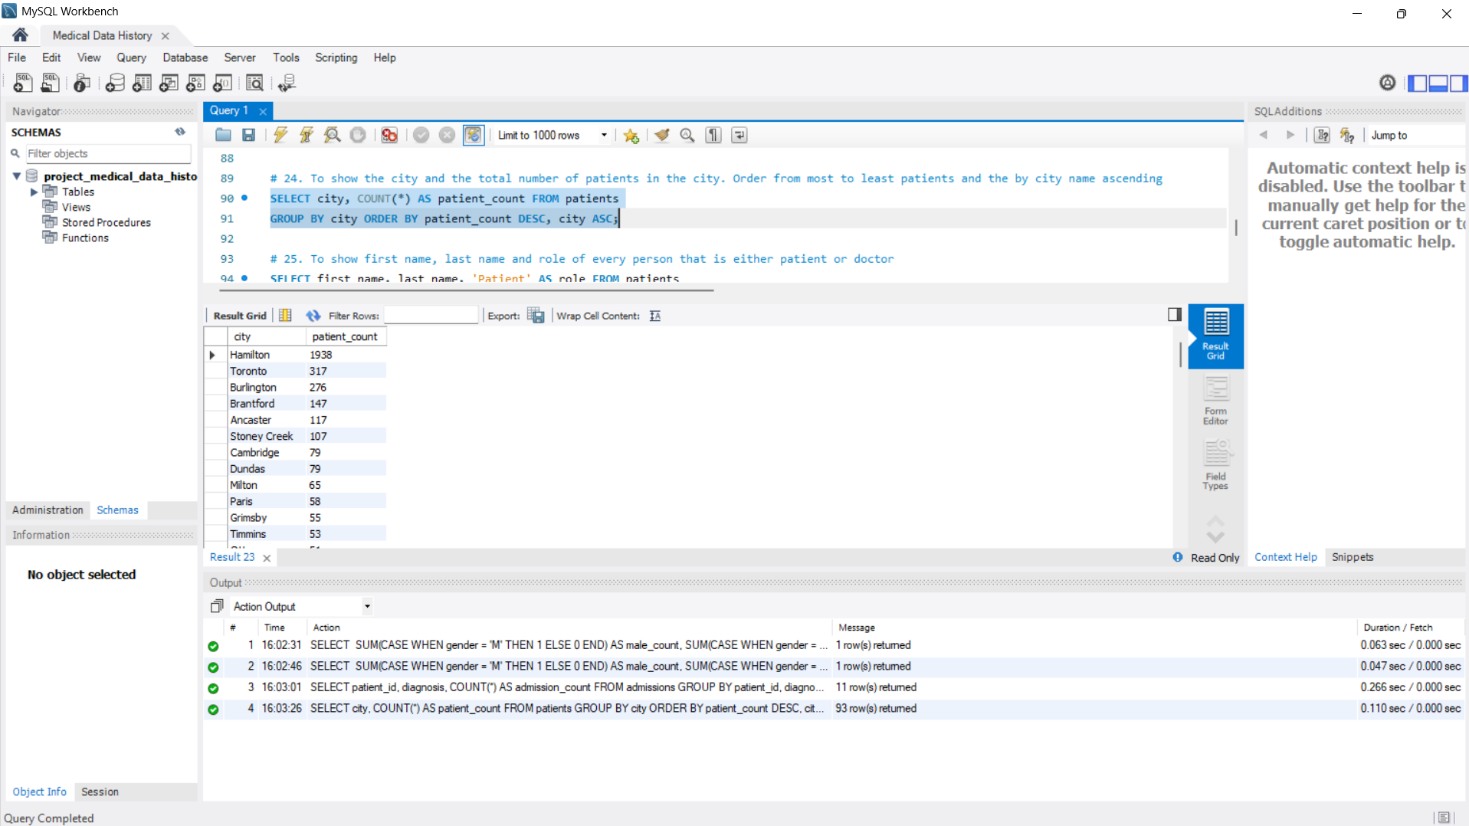 MySQL Workbench
Medical Data History
File Edit View Query Database Server Tools Scripting Help
Navigator
SCHEMAS
Filter objects
project_medical_data_histo
Tables
Views
Stored Procedures
Functions
Administration Schemas
Information
No object selected
Object Info Session
Query Completed
Query 1
Limit to 1000 rows
88
89 # 24. To show the city and the total number of patients in the city. Order from most to least patients and the by city name ascending
90 SELECT city, COUNT(*) AS patient_count FROM patients
91 GROUP BY city ORDER BY patient_count DESC, city ASC;
92
93 # 25. To show first name, last name and role of every person that is either patient or doctor
94 SELECT first_name, last_name, 'Patient' AS role FROM patients
Result Grid Filter Rows: Export: Wrap Cell Content:
city patient_count
Hamilton 1938
Toronto 317
Burlington 276
Brantford 147
Ancaster 117
Stoney Creek 107
Cambridge 79
Dundas 79
Milton 65
Paris 58
Grimsby 55
Timmins 53
Result 23
Result
Grid
Form
Editor
Field
Types
Read Only
SQLAdditions
Jump to
Automatic context help is
disabled. Use the toolbar t
manually get help for the
current caret position or to
toggle automatic help.
Context Help Snippets
Output
Action Output
# Time Action Message Duration / Fetch
1 16:02:31 SELECT SUM(CASE WHEN gender = 'M' THEN 1 ELSE 0 END) AS male_count, SUM(CASE WHEN gender = ... 1 row(s) returned 0.063 sec / 0.000 sec
2 16:02:46 SELECT SUM(CASE WHEN gender = 'M' THEN 1 ELSE 0 END) AS male_count, SUM(CASE WHEN gender = ... 1 row(s) returned 0.047 sec / 0.000 sec
3 16:03:01 SELECT patient_id, diagnosis, COUNT(*) AS admission_count FROM admissions GROUP BY patient_id, diagno... 11 row(s) returned 0.266 sec / 0.000 sec
4 16:03:26 SELECT city, COUNT(*) AS patient_count FROM patients GROUP BY city ORDER BY patient_count DESC, cit... 93 row(s) returned 0.110 sec / 0.000 sec